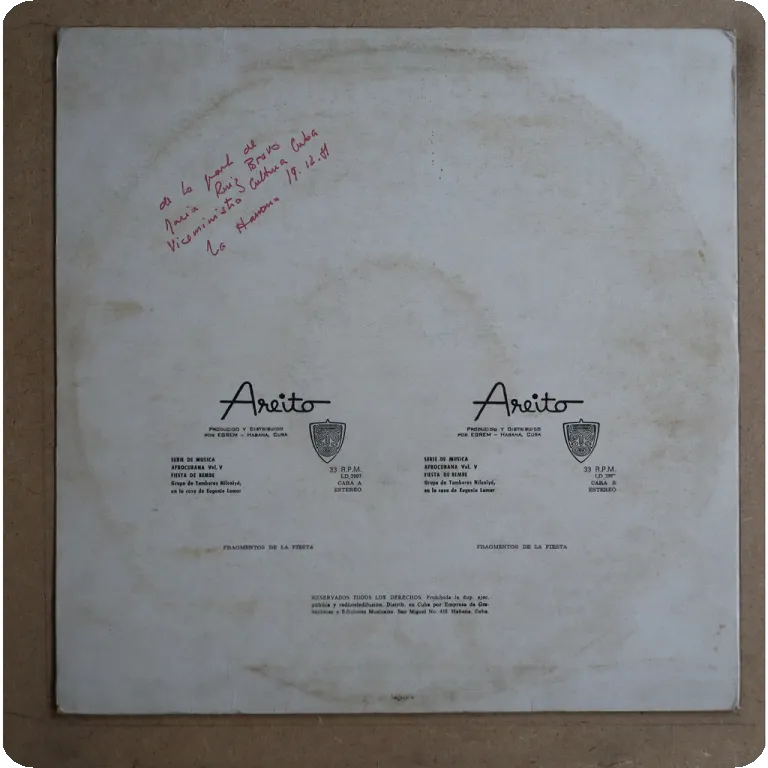 de la part de
Maria Ruiz Bravo
Viceministro Cultura Cuba
La Havana 19.12.81
Areito
PRODUCIDO Y DISTRIBUIDO
POR EGREM - HABANA, CUBA
SERIE DE MUSICA
AFROCUBANA Vol. V
FIESTA DE BEMBE
Grupo de Tambores Niloniyé,
en la casa de Eugenio Lamar
33 R.P.M.
CARA A
ESTEREO
FRAGMENTOS DE LA FIESTA
Areito
PRODUCIDO Y DISTRIBUIDO
POR EGREM - HABANA, CUBA
SERIE DE MUSICA
AFROCUBANA Vol. V
FIESTA DE BEMBE
Grupo de Tambores
en la casa de Eugenio Lamar
33 R.P.M.
CARA B
ESTEREO
FRAGMENTOS DE LA FIESTA
RESERVADOS TODOS LOS DERECHOS. Prohibida la dup. ejec.
pública y radioteledifusión. Distrib. en Cuba por Empresa de Gra-
baciones y Ediciones Musicales. San Miguel No. 410 Habana, Cuba.